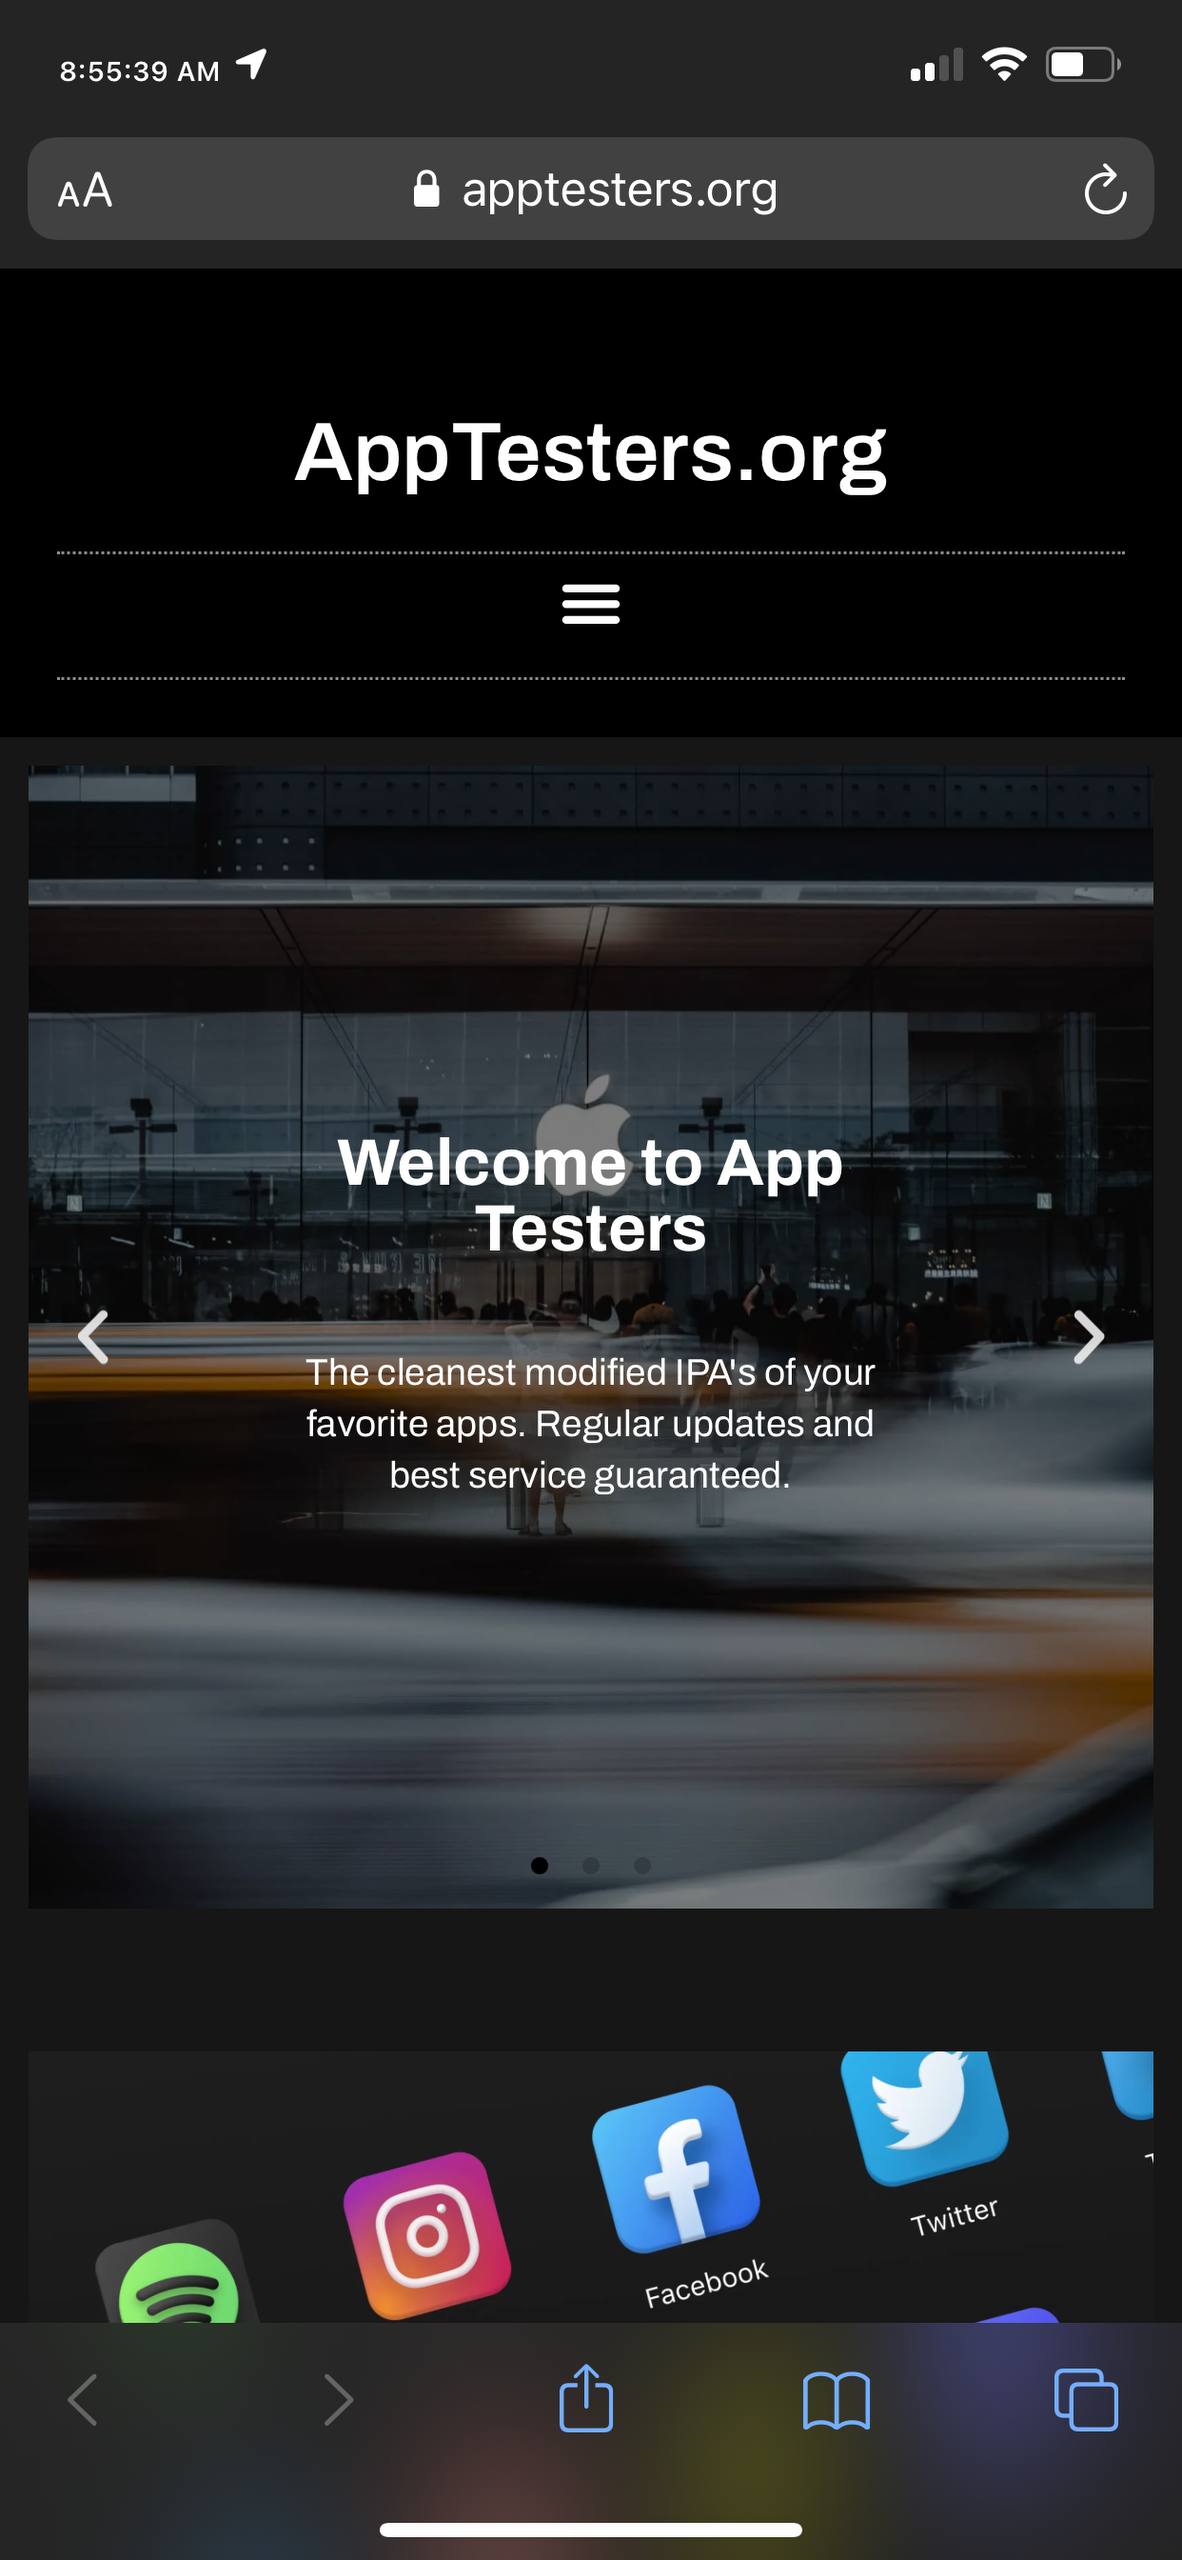 8:55:39 AM
AA
apptesters.org
AppTesters.org
Welcome to App
Testers
The cleanest modified IPA's of your
favorite apps. Regular updates and
best service guaranteed.
Twitter
Facebook